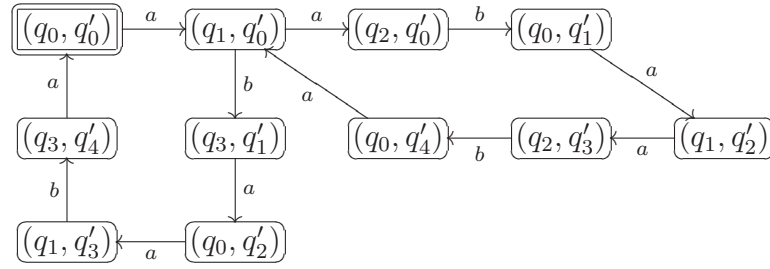 (q₀, q′₀) a (q₁, q′₀) a (q₂, q′₀) b (q₀, q′₁)
a b a a
(q₃, q′₄) (q₃, q′₁) (q₀, q′₄) b (q₂, q′₃) a (q₁, q′₂)
b a
(q₁, q′₃) a (q₀, q′₂)